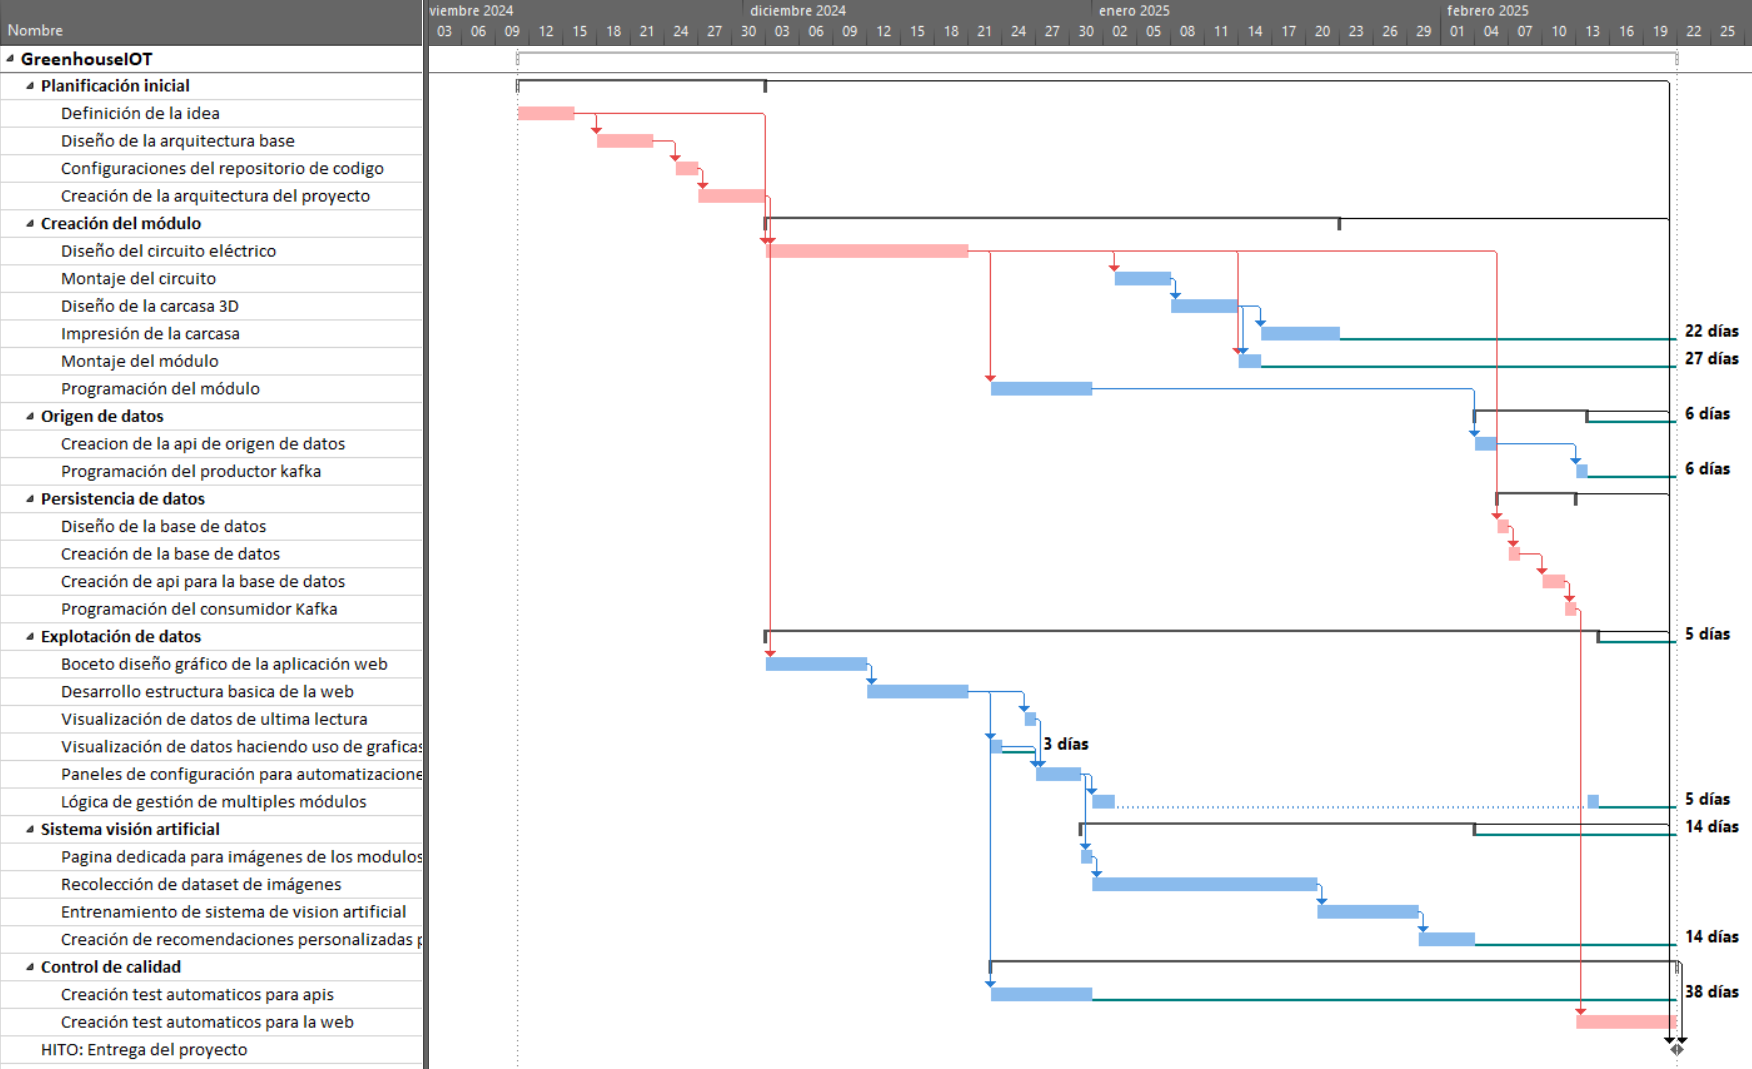 viembre 2024 diciembre 2024 enero 2025 febrero 2025
Nombre 03 06 09 12 15 18 21 24 27 30 03 06 09 12 15 18 21 24 27 30 02 05 08 11 14 17 20 23 26 29 01 04 07 10 13 16 19 22 25
GreenhouseIOT
Planificación inicial
Definición de la idea
Diseño de la arquitectura base
Configuraciones del repositorio de codigo
Creación de la arquitectura del proyecto
Creación del módulo
Diseño del circuito eléctrico
Montaje del circuito
Diseño de la carcasa 3D
Impresión de la carcasa 22 días
Montaje del módulo 27 días
Programación del módulo
Origen de datos 6 días
Creacion de la api de origen de datos
Programación del productor kafka 6 días
Persistencia de datos
Diseño de la base de datos
Creación de la base de datos
Creación de api para la base de datos
Programación del consumidor Kafka
Explotación de datos 5 días
Boceto diseño gráfico de la aplicación web
Desarrollo estructura basica de la web
Visualización de datos de ultima lectura
Visualización de datos haciendo uso de graficas 3 días
Paneles de configuración para automatizacione
Lógica de gestión de multiples módulos 5 días
Sistema visión artificial 14 días
Pagina dedicada para imágenes de los modulos
Recolección de dataset de imágenes
Entrenamiento de sistema de vision artificial
Creación de recomendaciones personalizadas p 14 días
Control de calidad
Creación test automaticos para apis 38 días
Creación test automaticos para la web
HITO: Entrega del proyecto